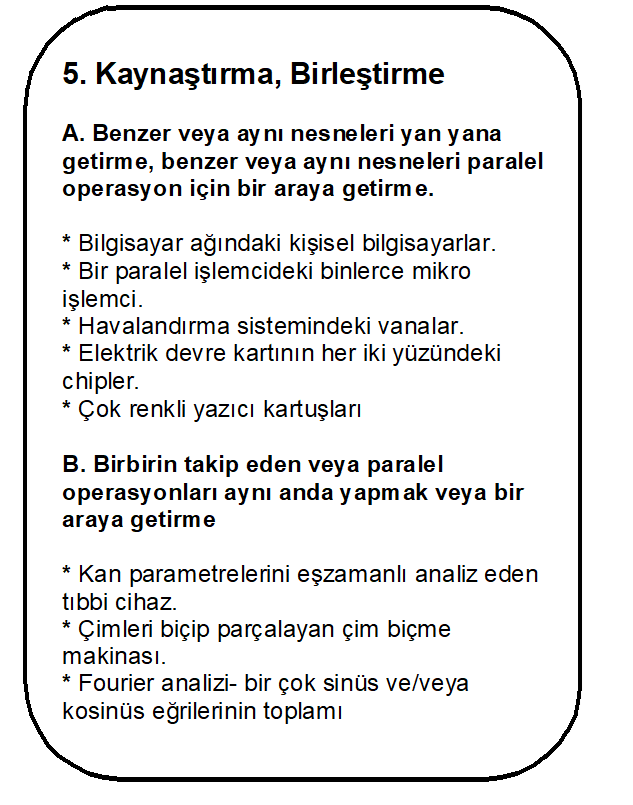 5. Kaynaştırma, Birleştirme
A. Benzer veya aynı nesneleri yan yana
getirme, benzer veya aynı nesneleri paralel
operasyon için bir araya getirme.
* Bilgisayar ağındaki kişisel bilgisayarlar.
* Bir paralel işlemcideki binlerce mikro
işlemci.
* Havalandırma sistemindeki vanalar.
* Elektrik devre kartının her iki yüzündeki
chipler.
* Çok renkli yazıcı kartuşları
B. Birbirin takip eden veya paralel
operasyonları aynı anda yapmak veya bir
araya getirme
* Kan parametrelerini eşzamanlı analiz eden
tıbbi cihaz.
* Çimleri biçip parçalayan çim biçme
makinası.
* Fourier analizi- bir çok sinüs ve/veya
kosinüs eğrilerinin toplamı